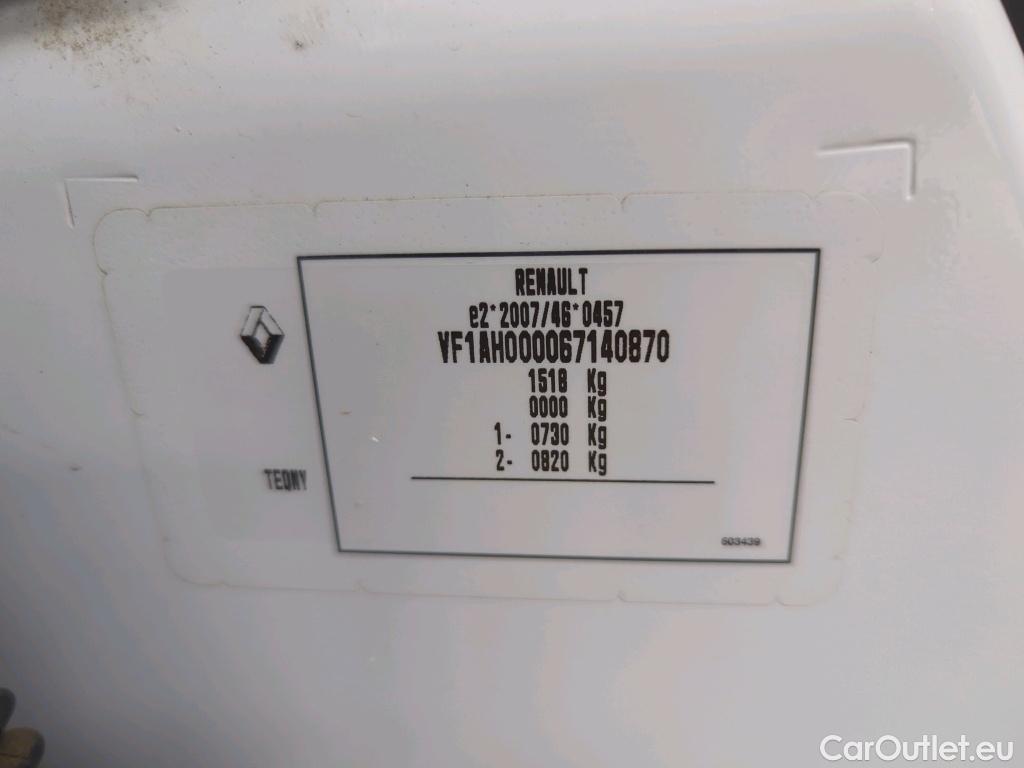 RENAULT
e2*2007/46*0457
VF1AH000067140870
1518 Kg
0000 Kg
1- 0730 Kg
2- 0820 Kg
TEQNY
603439
CarOutlet.eu